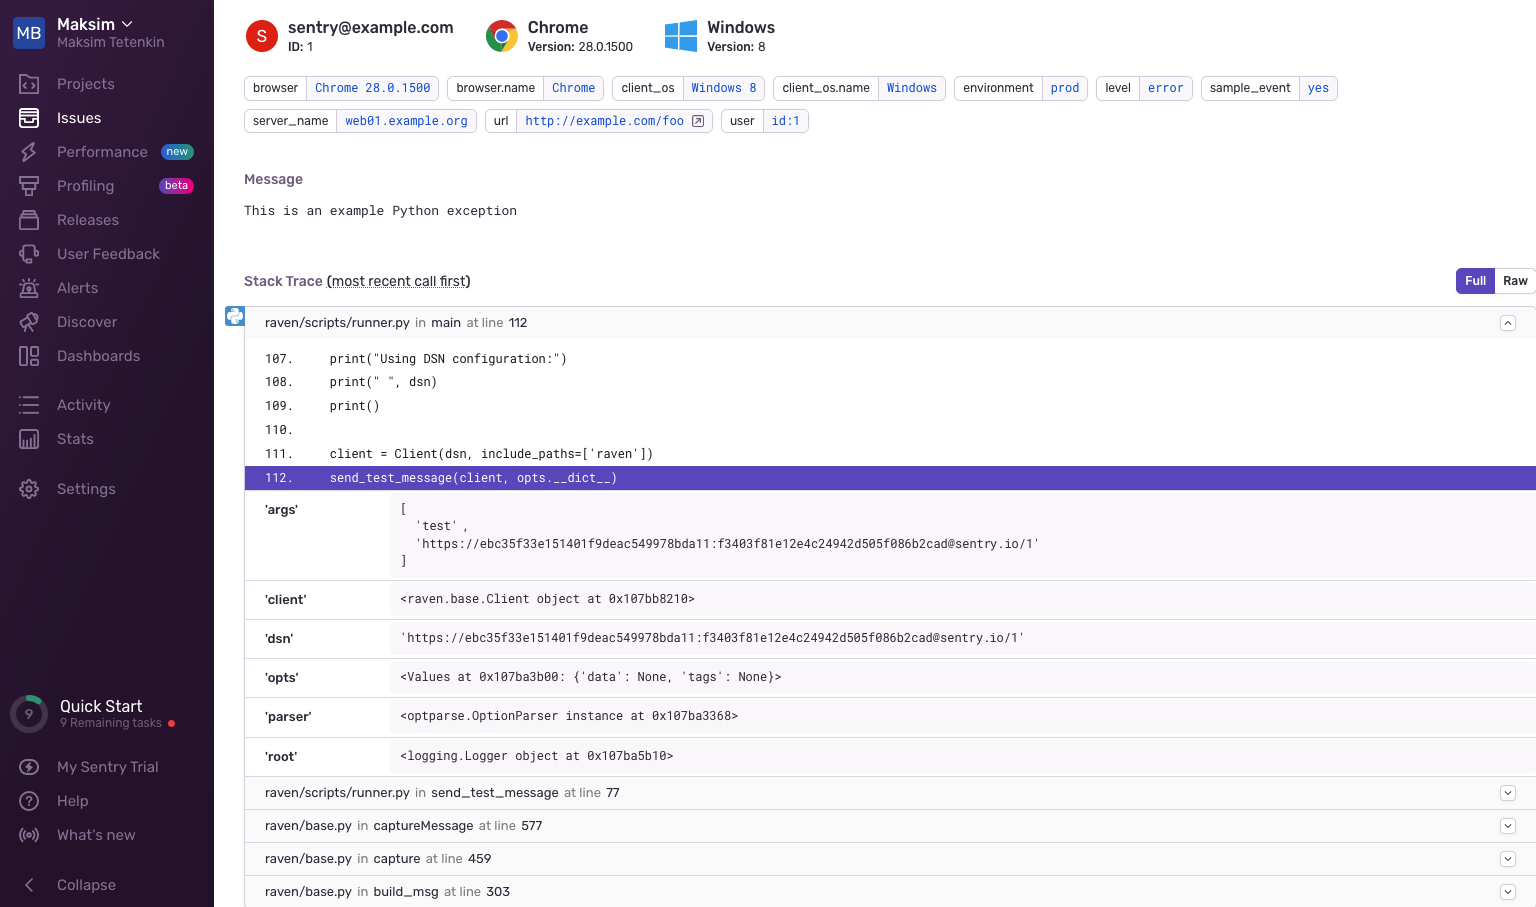 MB
Maksim
Maksim Tetenkin
Projects
Issues
Performance new
Profiling beta
Releases
User Feedback
Alerts
Discover
Dashboards
Activity
Stats
Settings
9
Quick Start
9 Remaining tasks
My Sentry Trial
Help
What's new
Collapse
S
sentry@example.com
ID: 1
Chrome
Version: 28.0.1500
Windows
Version: 8
browser Chrome 28.0.1500 browser.name Chrome client_os Windows 8 client_os.name Windows environment prod level error sample_event yes
server_name web01.example.org url http://example.com/foo user id:1
Message
This is an example Python exception
Stack Trace (most recent call first) Full Raw
raven/scripts/runner.py in main at line 112
107. print("Using DSN configuration:")
108. print(" ", dsn)
109. print()
110.
111. client = Client(dsn, include_paths=['raven'])
112. send_test_message(client, opts.__dict__)
'args' [
'test' ,
'https://ebc35f33e151401f9deac549978bda11:f3403f81e12e4c24942d505f086b2cad@sentry.io/1'
]
'client' <raven.base.Client object at 0x107bb8210>
'dsn' 'https://ebc35f33e151401f9deac549978bda11:f3403f81e12e4c24942d505f086b2cad@sentry.io/1'
'opts' <Values at 0x107ba3b00: {'data': None, 'tags': None}>
'parser' <optparse.OptionParser instance at 0x107ba3368>
'root' <logging.Logger object at 0x107ba5b10>
raven/scripts/runner.py in send_test_message at line 77
raven/base.py in captureMessage at line 577
raven/base.py in capture at line 459
raven/base.py in build_msg at line 303